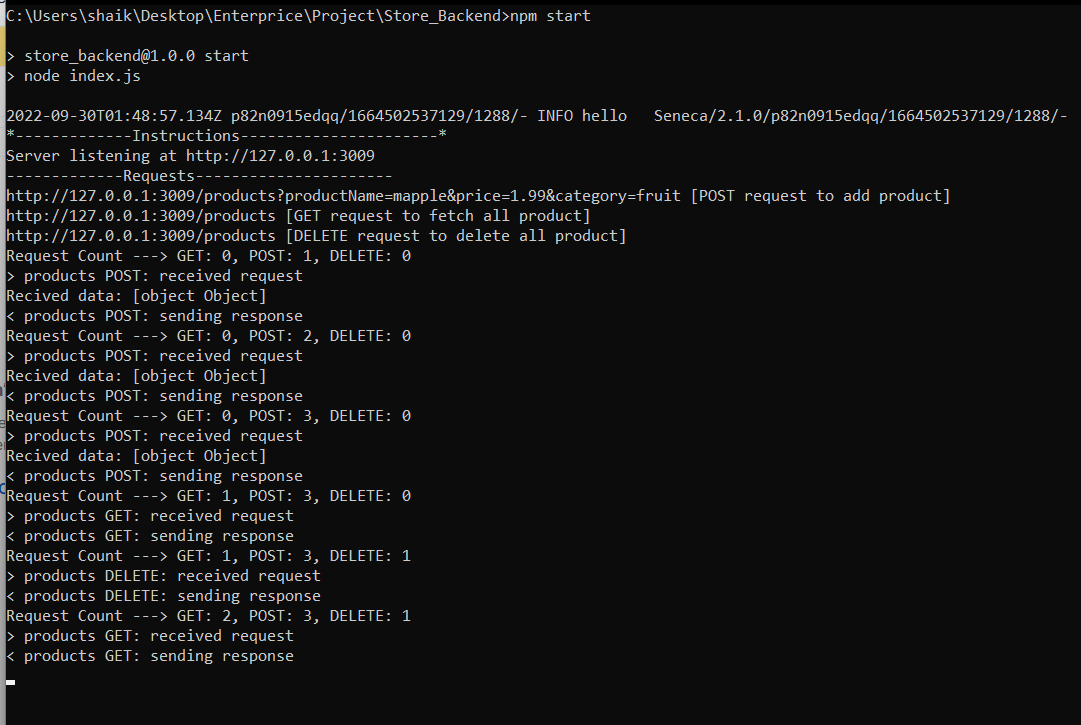 C:\Users\shaik\Desktop\Enterprice\Project\Store_Backend>npm start
> store_backend@1.0.0 start
> node index.js
2022-09-30T01:48:57.134Z p82n0915edqq/1664502537129/1288/- INFO hello   Seneca/2.1.0/p82n0915edqq/1664502537129/1288/-
*-------------Instructions----------------------*
Server listening at http://127.0.0.1:3009
-------------Requests----------------------
http://127.0.0.1:3009/products?productName=mapple&price=1.99&category=fruit [POST request to add product]
http://127.0.0.1:3009/products [GET request to fetch all product]
http://127.0.0.1:3009/products [DELETE request to delete all product]
Request Count ---> GET: 0, POST: 1, DELETE: 0
> products POST: received request
Recived data: [object Object]
< products POST: sending response
Request Count ---> GET: 0, POST: 2, DELETE: 0
> products POST: received request
Recived data: [object Object]
< products POST: sending response
Request Count ---> GET: 0, POST: 3, DELETE: 0
> products POST: received request
Recived data: [object Object]
< products POST: sending response
Request Count ---> GET: 1, POST: 3, DELETE: 0
> products GET: received request
< products GET: sending response
Request Count ---> GET: 1, POST: 3, DELETE: 1
> products DELETE: received request
< products DELETE: sending response
Request Count ---> GET: 2, POST: 3, DELETE: 1
> products GET: received request
< products GET: sending response